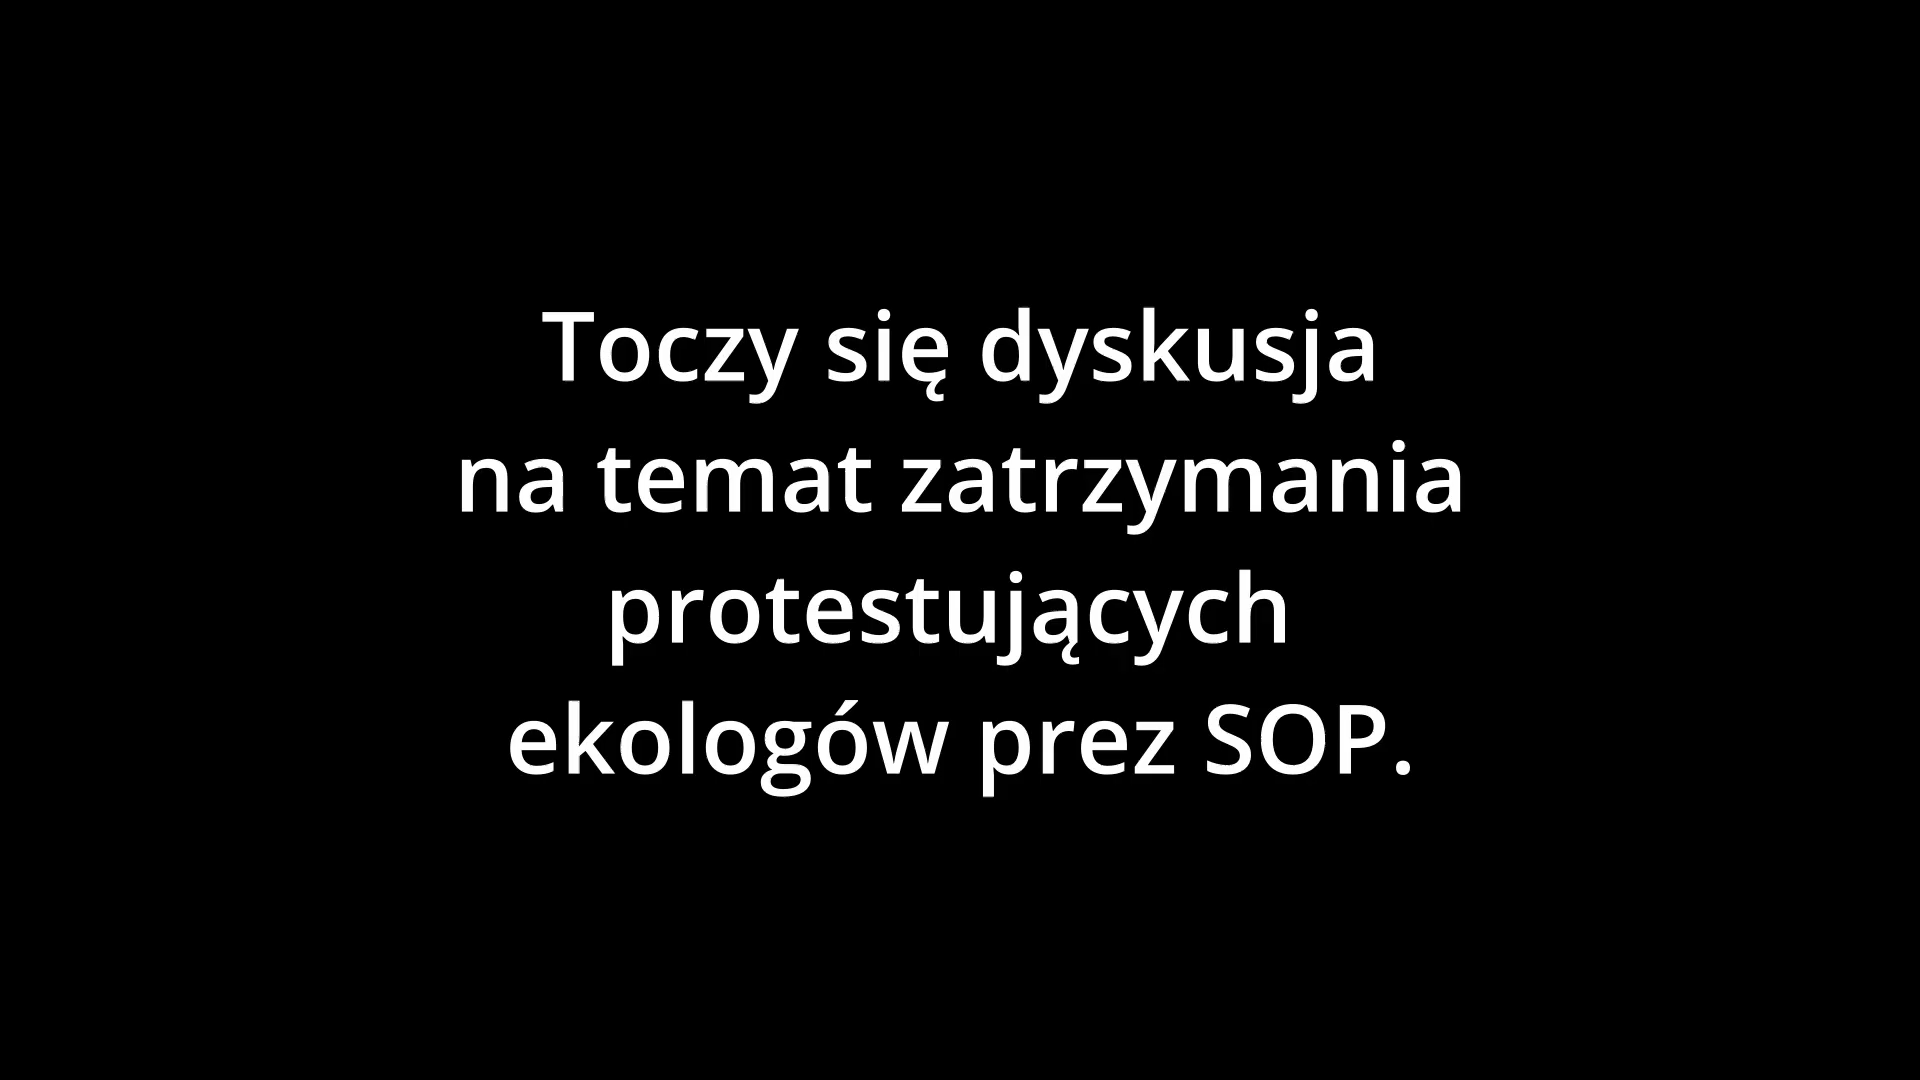 Toczy się dyskusja
na temat zatrzymania
protestujących
ekologów prez SOP.